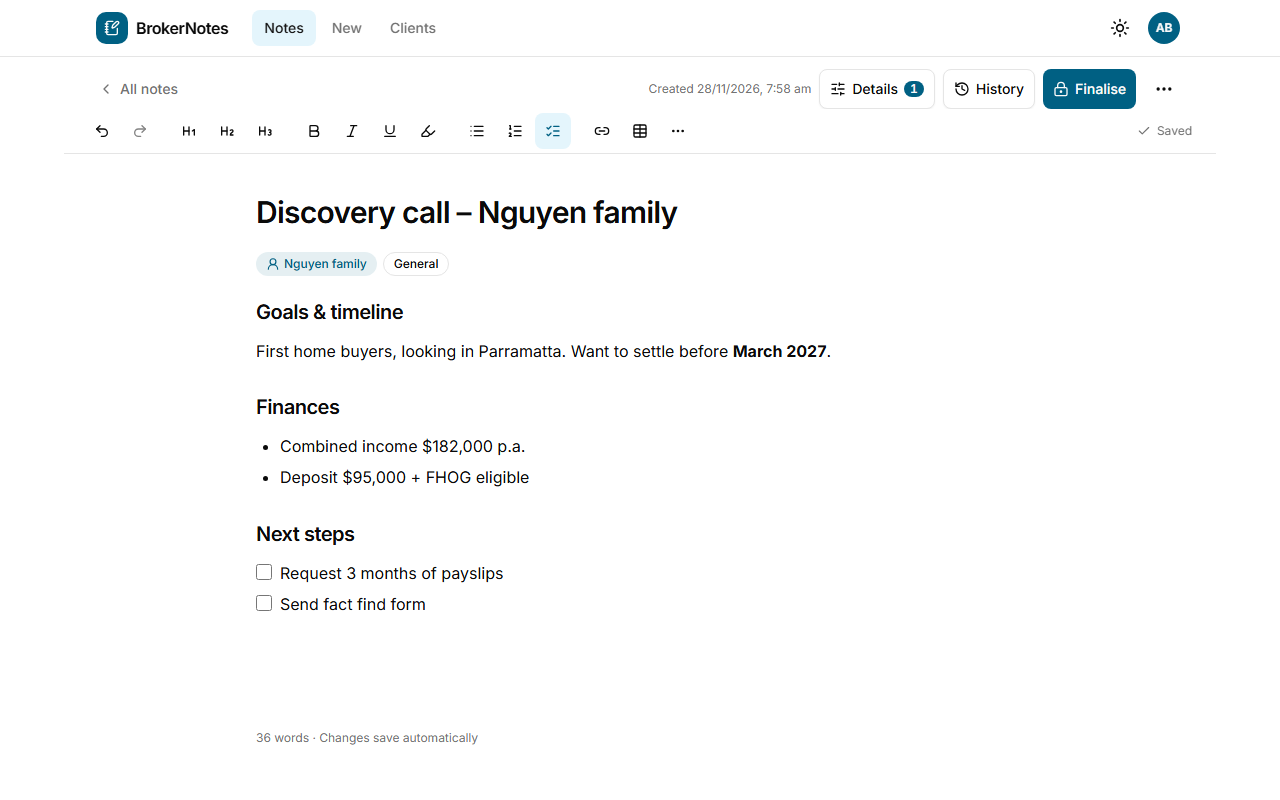 BrokerNotes Notes New Clients AB
All notes Created 28/11/2026, 7:58 am Details 1 History Finalise
H1 H2 H3 B I U Saved
Discovery call – Nguyen family
Nguyen family General
Goals & timeline
First home buyers, looking in Parramatta. Want to settle before March 2027.
Finances
• Combined income $182,000 p.a.
• Deposit $95,000 + FHOG eligible
Next steps
Request 3 months of payslips
Send fact find form
36 words · Changes save automatically